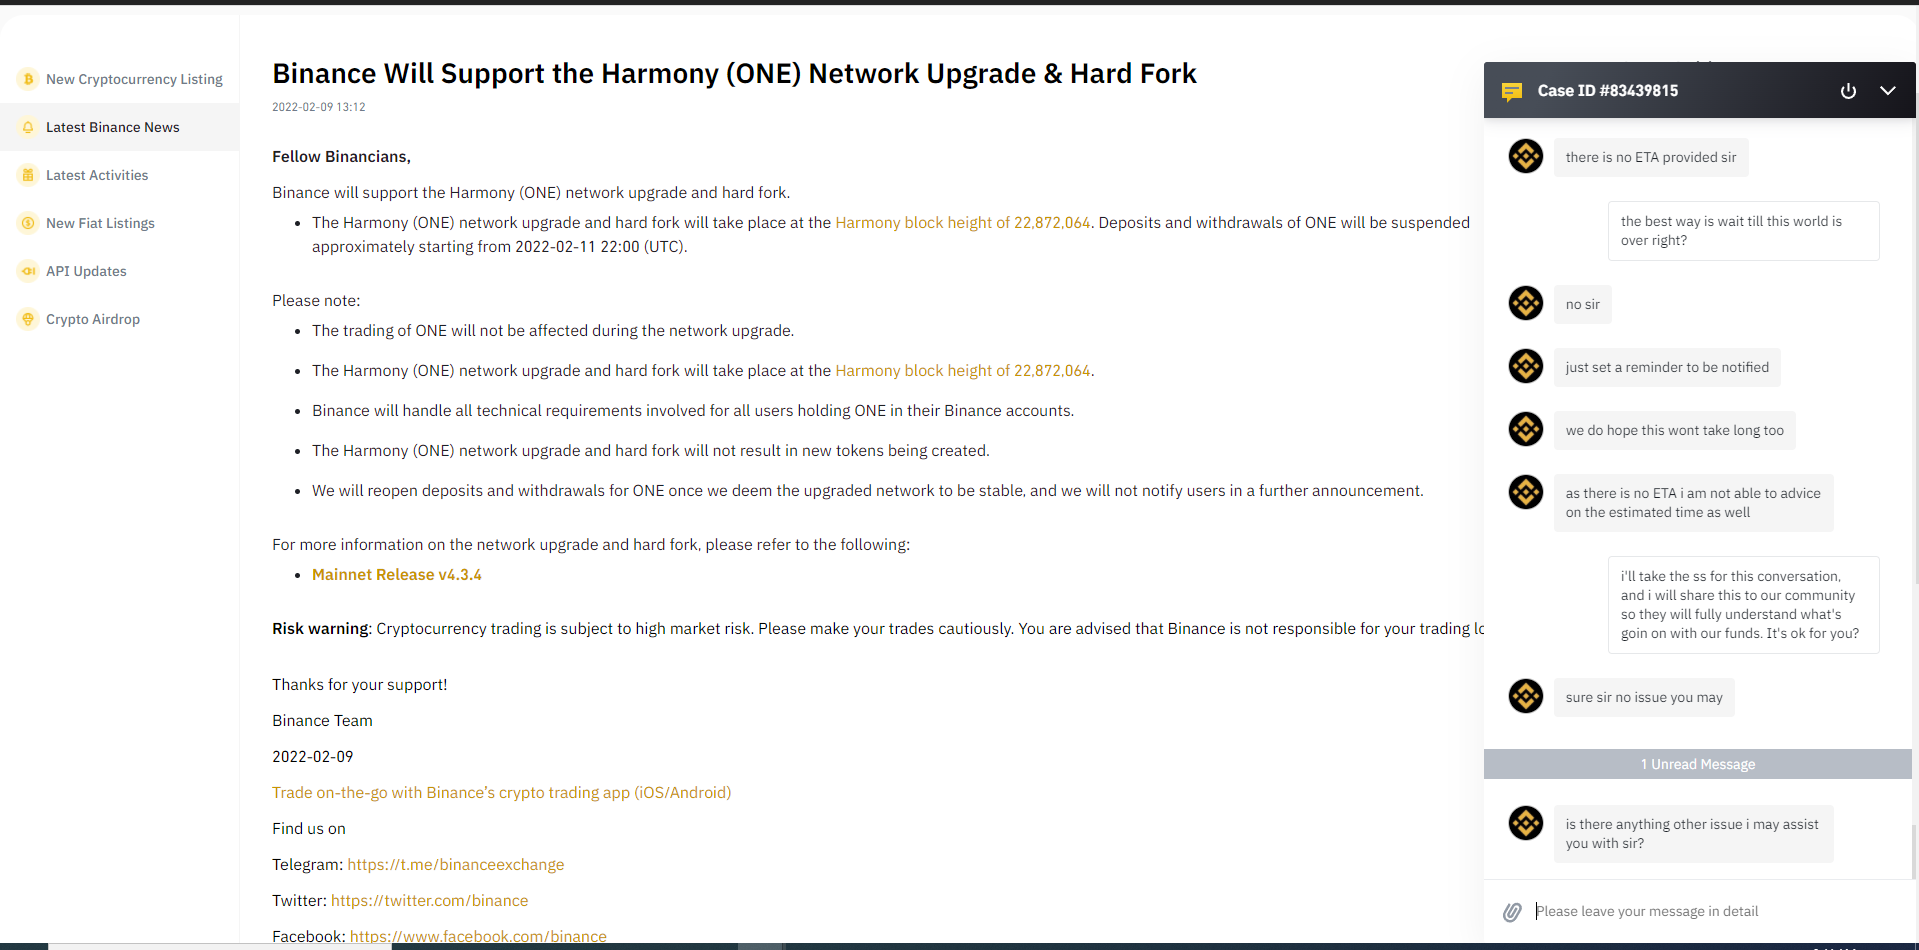 New Cryptocurrency Listing
Latest Binance News
Latest Activities
New Fiat Listings
API Updates
Crypto Airdrop
Binance Will Support the Harmony (ONE) Network Upgrade & Hard Fork
2022-02-09 13:12
Fellow Binancians,
Binance will support the Harmony (ONE) network upgrade and hard fork.
• The Harmony (ONE) network upgrade and hard fork will take place at the Harmony block height of 22,872,064. Deposits and withdrawals of ONE will be suspended
approximately starting from 2022-02-11 22:00 (UTC).
Please note:
• The trading of ONE will not be affected during the network upgrade.
• The Harmony (ONE) network upgrade and hard fork will take place at the Harmony block height of 22,872,064.
• Binance will handle all technical requirements involved for all users holding ONE in their Binance accounts.
• The Harmony (ONE) network upgrade and hard fork will not result in new tokens being created.
• We will reopen deposits and withdrawals for ONE once we deem the upgraded network to be stable, and we will not notify users in a further announcement.
For more information on the network upgrade and hard fork, please refer to the following:
• Mainnet Release v4.3.4
Risk warning: Cryptocurrency trading is subject to high market risk. Please make your trades cautiously. You are advised that Binance is not responsible for your trading lo
Thanks for your support!
Binance Team
2022-02-09
Trade on-the-go with Binance's crypto trading app (iOS/Android)
Find us on
Telegram: https://t.me/binanceexchange
Twitter: https://twitter.com/binance
Facebook: https://www.facebook.com/binance
Case ID #83439815
there is no ETA provided sir
the best way is wait till this world is
over right?
no sir
just set a reminder to be notified
we do hope this wont take long too
as there is no ETA i am not able to advice
on the estimated time as well
i'll take the ss for this conversation,
and i will share this to our community
so they will fully understand what's
goin on with our funds. It's ok for you?
sure sir no issue you may
1 Unread Message
is there anything other issue i may assist
you with sir?
Please leave your message in detail